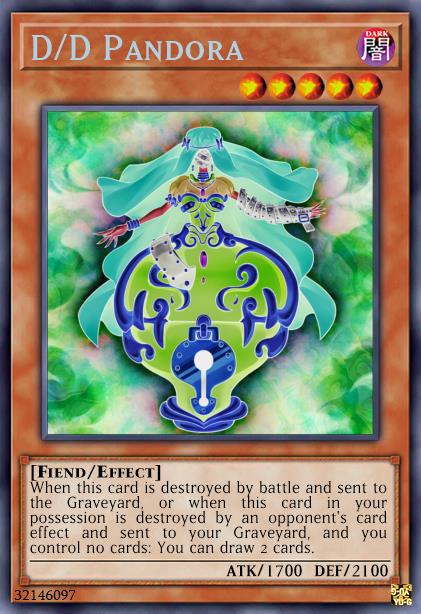 D/D Pandora
DARK
闇
[Fiend/Effect]
When this card is destroyed by battle and sent to
the Graveyard, or when this card in your
possession is destroyed by an opponent's card
effect and sent to your Graveyard, and you
control no cards: You can draw 2 cards.
ATK/1700 DEF/2100
32146097